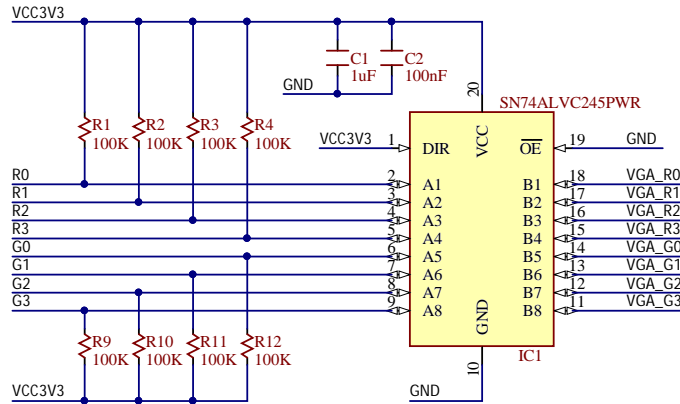 VCC3V3
C1 C2
1uF 100nF
GND
20
SN74ALVC245PWR
R1 R2 R3 R4
100K 100K 100K 100K
VCC3V3 1 DIR VCC OE 19 GND
R0 2 A1 B1 18 VGA_R0
R1 3 A2 B2 17 VGA_R1
R2 4 A3 B3 16 VGA_R2
R3 5 A4 B4 15 VGA_R3
G0 6 A5 B5 14 VGA_G0
G1 7 A6 B6 13 VGA_G1
G2 8 A7 B7 12 VGA_G2
G3 9 A8 B8 11 VGA_G3
GND
R9 R10 R11 R12
100K 100K 100K 100K
10
IC1
VCC3V3 GND